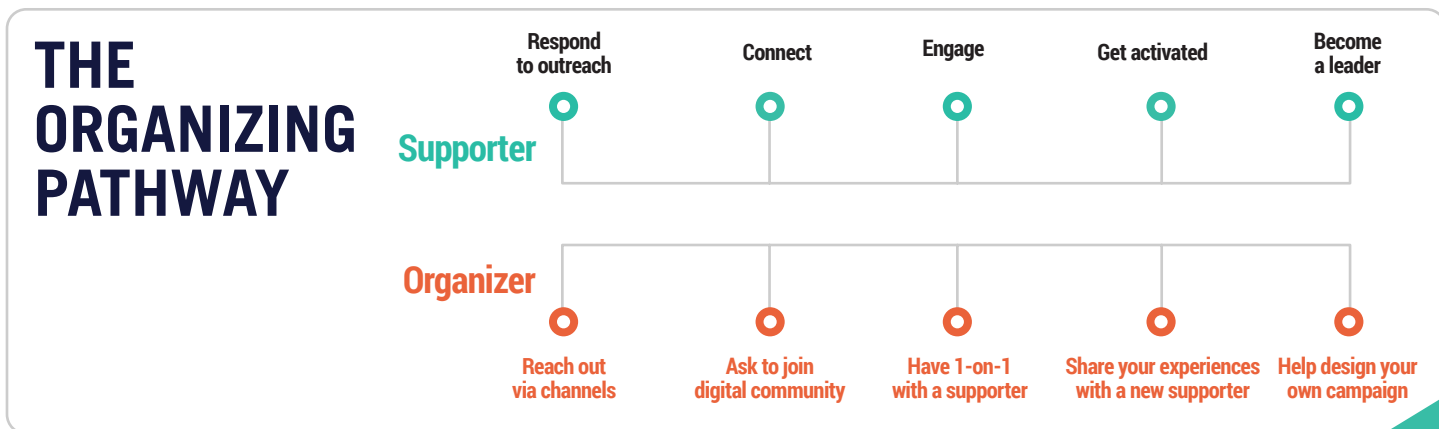 THE
ORGANIZING
PATHWAY
Respond
to outreach
Connect
Engage
Get activated
Become
a leader
Supporter
Organizer
Reach out
via channels
Ask to join
digital community
Have 1-on-1
with a supporter
Share your experiences
with a new supporter
Help design your
own campaign